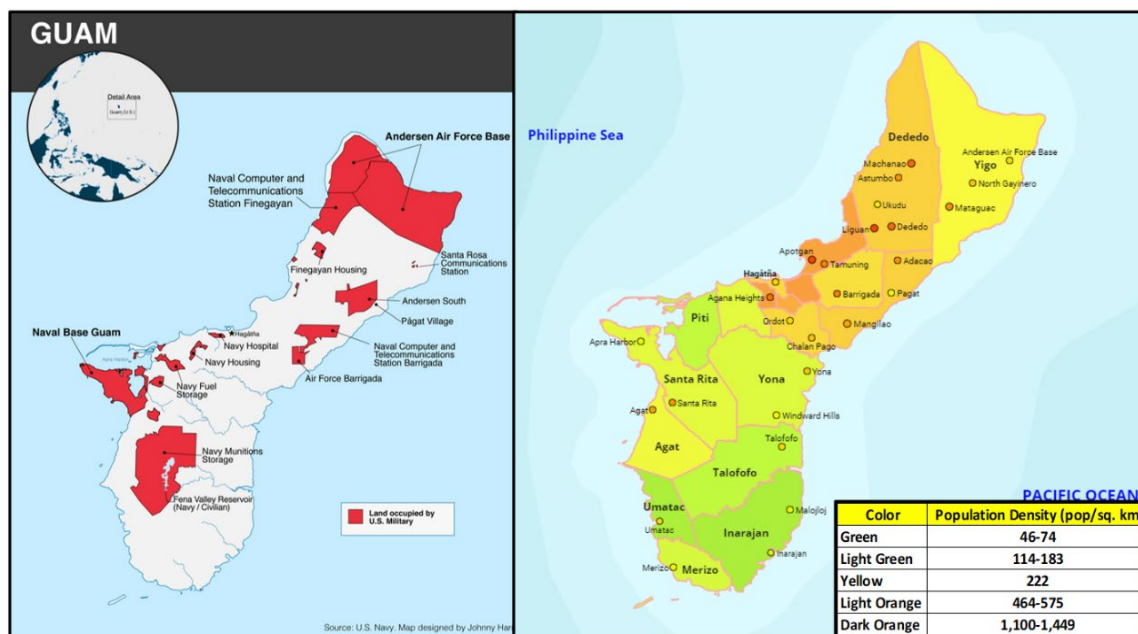 GUAM
Detail Area
Guam (U.S.)
Andersen Air Force Base
Naval Computer and
Telecommunications
Station Finegayan
Finegayan Housing
Santa Rosa
Communications
Station
Andersen South
Pågat Village
Naval Base Guam
Hagåtña
Navy Hospital
Navy Housing
Naval Computer and
Telecommunications
Station Barrigada
Air Force Barrigada
Apra Harbor
Navy Fuel
Storage
Navy Munitions
Storage
Fena Valley Reservoir
(Navy / Civilian)
Land occupied by
U.S. Military
Source: U.S. Navy. Map designed by Johnny Har
Philippine Sea
Dededo
Andersen Air Force Base
Machanao
Yigo
Astumbo
North Gayinero
Ukudu
Mataguac
Liguan
Dededo
Apotgan
Tamuning
Adacao
Hagåtña
Barrigada
Pagat
Agana Heights
Piti
Ordot
Mangilao
Apra Harbor
Chalan Pago
Santa Rita
Yona
Yona
Santa Rita
Agat
Windward Hills
Agat
Talofofo
Talofofo
Umatac
Malojloj
Umatac
Inarajan
Inarajan
Merizo
Merizo
PACIFIC OCEAN
Color Population Density (pop/sq. km
Green 46-74
Light Green 114-183
Yellow 222
Light Orange 464-575
Dark Orange 1,100-1,449